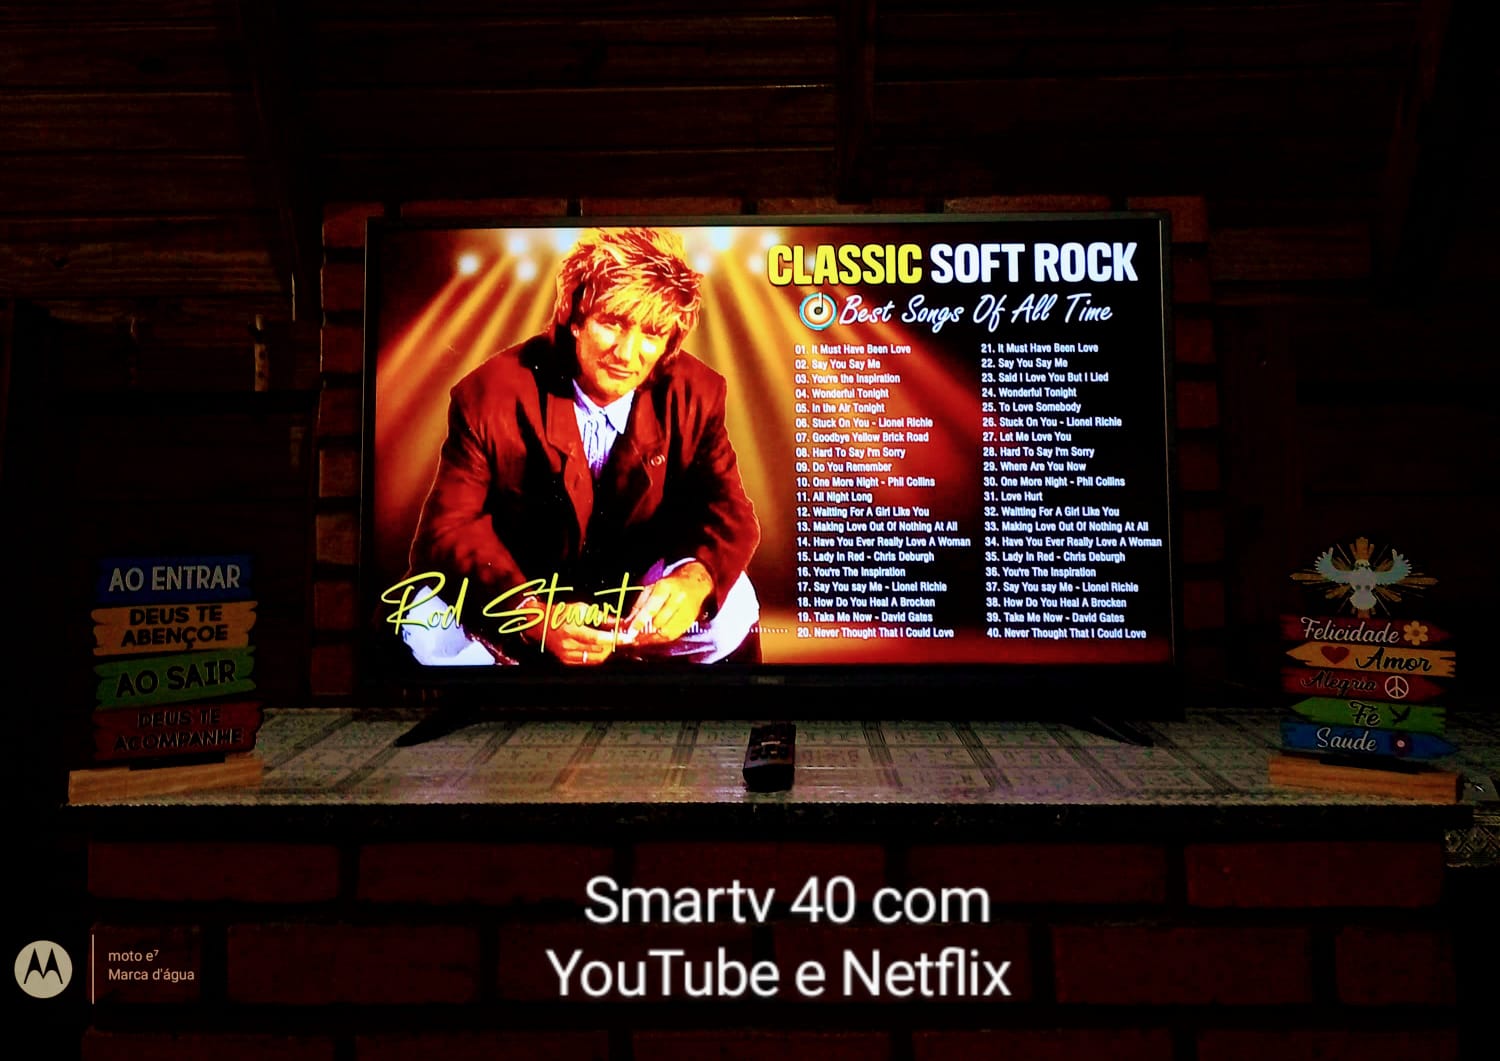 CLASSIC SOFT ROCK
Best Songs Of All Time
01. It Must Have Been Love
02. Say You Say Me
03. You're the Inspiration
04. Wonderful Tonight
05. In the Air Tonight
06. Stuck On You - Lionel Richie
07. Goodbye Yellow Brick Road
08. Hard To Say I'm Sorry
09. Do You Remember
10. One More Night - Phil Collins
11. All Night Long
12. Waitting For A Girl Like You
13. Making Love Out Of Nothing At All
14. Have You Ever Really Love A Woman
15. Lady In Red - Chris Deburgh
16. You're The Inspiration
17. Say You say Me - Lionel Richie
18. How Do You Heal A Brocken
19. Take Me Now - David Gates
20. Never Thought That I Could Love
21. It Must Have Been Love
22. Say You Say Me
23. Said I Love You But I Lied
24. Wonderful Tonight
25. To Love Somebody
26. Stuck On You - Lionel Richie
27. Let Me Love You
28. Hard To Say I'm Sorry
29. Where Are You Now
30. One More Night - Phil Collins
31. Love Hurt
32. Waitting For A Girl Like You
33. Making Love Out Of Nothing At All
34. Have You Ever Really Love A Woman
35. Lady In Red - Chris Deburgh
36. You're The Inspiration
37. Say You say Me - Lionel Richie
38. How Do You Heal A Brocken
39. Take Me Now - David Gates
40. Never Thought That I Could Love
Rod Stewart
AO ENTRAR
DEUS TE
ABENÇOE
AO SAIR
DEUS TE
ACOMPANHE
Felicidade
Amor
Alegria
Fé
Saúde
Smartv 40 com
YouTube e Netflix
moto e⁷
Marca d'água